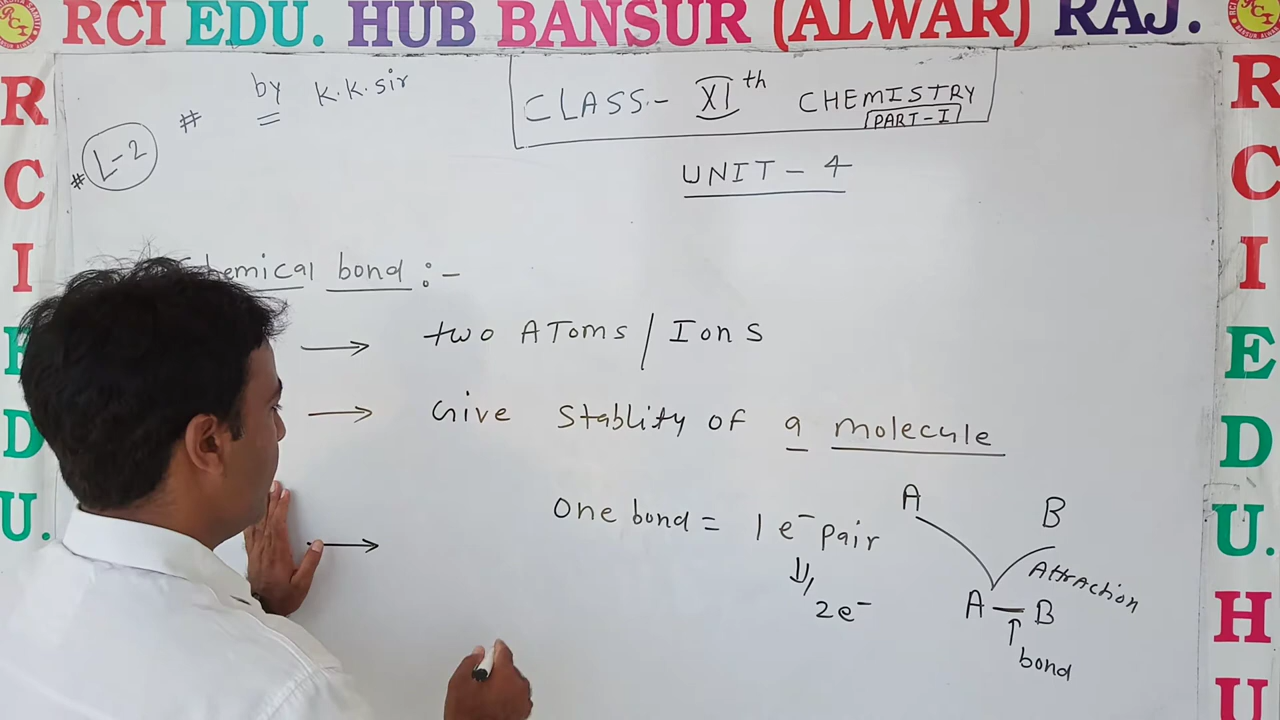 RCI EDU. HUB BANSUR (ALWAR) RAJ.
R
C
I
E
D
U.
by K.K.Sir
#
# L-2
CLASS:- XIth CHEMISTRY
PART-I
UNIT - 4
Chemical bond :-
→ two AToms / Ions
→ Give Stablity of a molecule
→
One bond = 1 e⁻ pair
⇓
2e⁻
A B
Attraction
A — B
↑
bond
R
C
I
E
D
U.
H
U